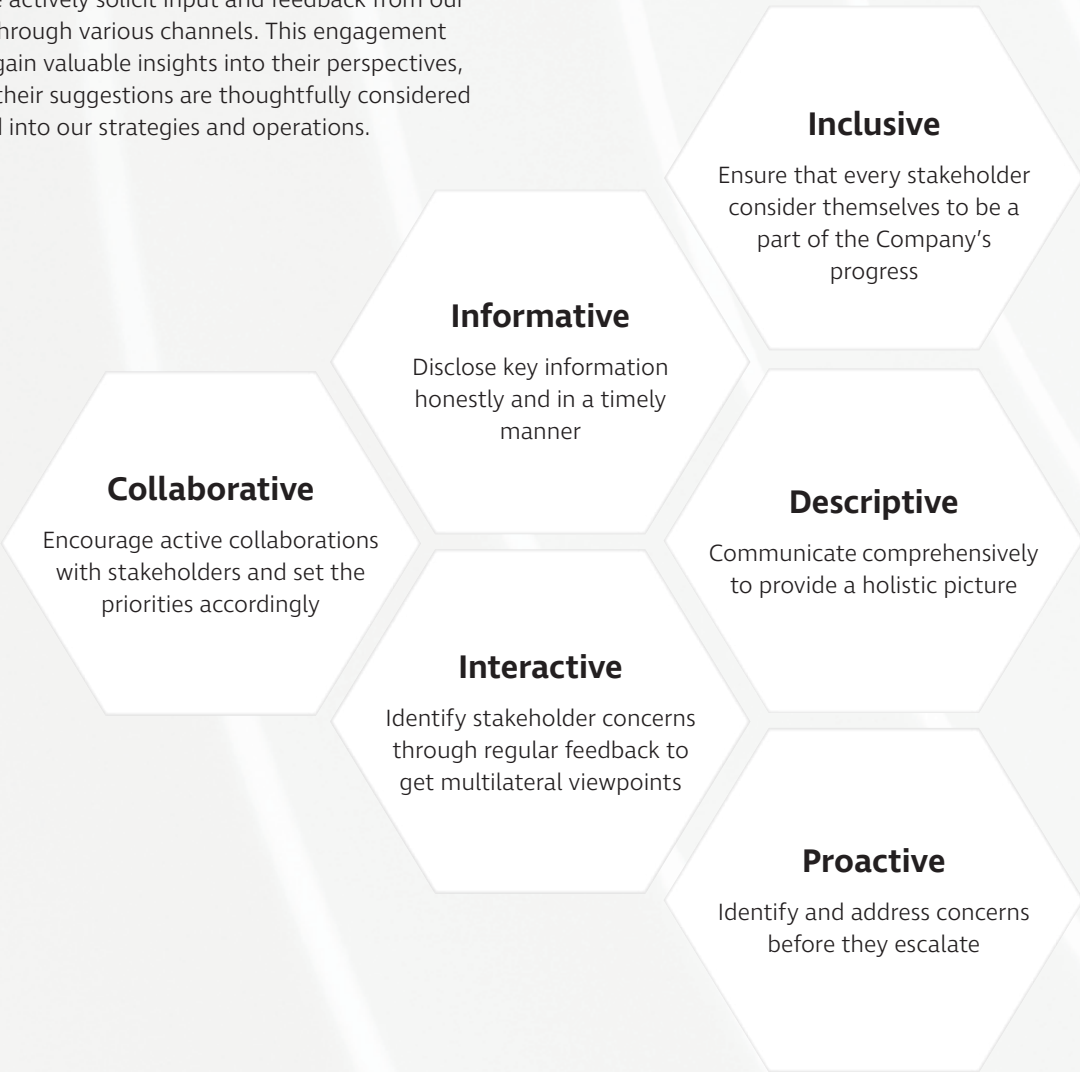 actively solicit input and feedback from our
through various channels. This engagement
gain valuable insights into their perspectives,
their suggestions are thoughtfully considered
into our strategies and operations.
Inclusive
Ensure that every stakeholder
consider themselves to be a
part of the Company's
progress
Informative
Disclose key information
honestly and in a timely
manner
Collaborative
Encourage active collaborations
with stakeholders and set the
priorities accordingly
Descriptive
Communicate comprehensively
to provide a holistic picture
Interactive
Identify stakeholder concerns
through regular feedback to
get multilateral viewpoints
Proactive
Identify and address concerns
before they escalate